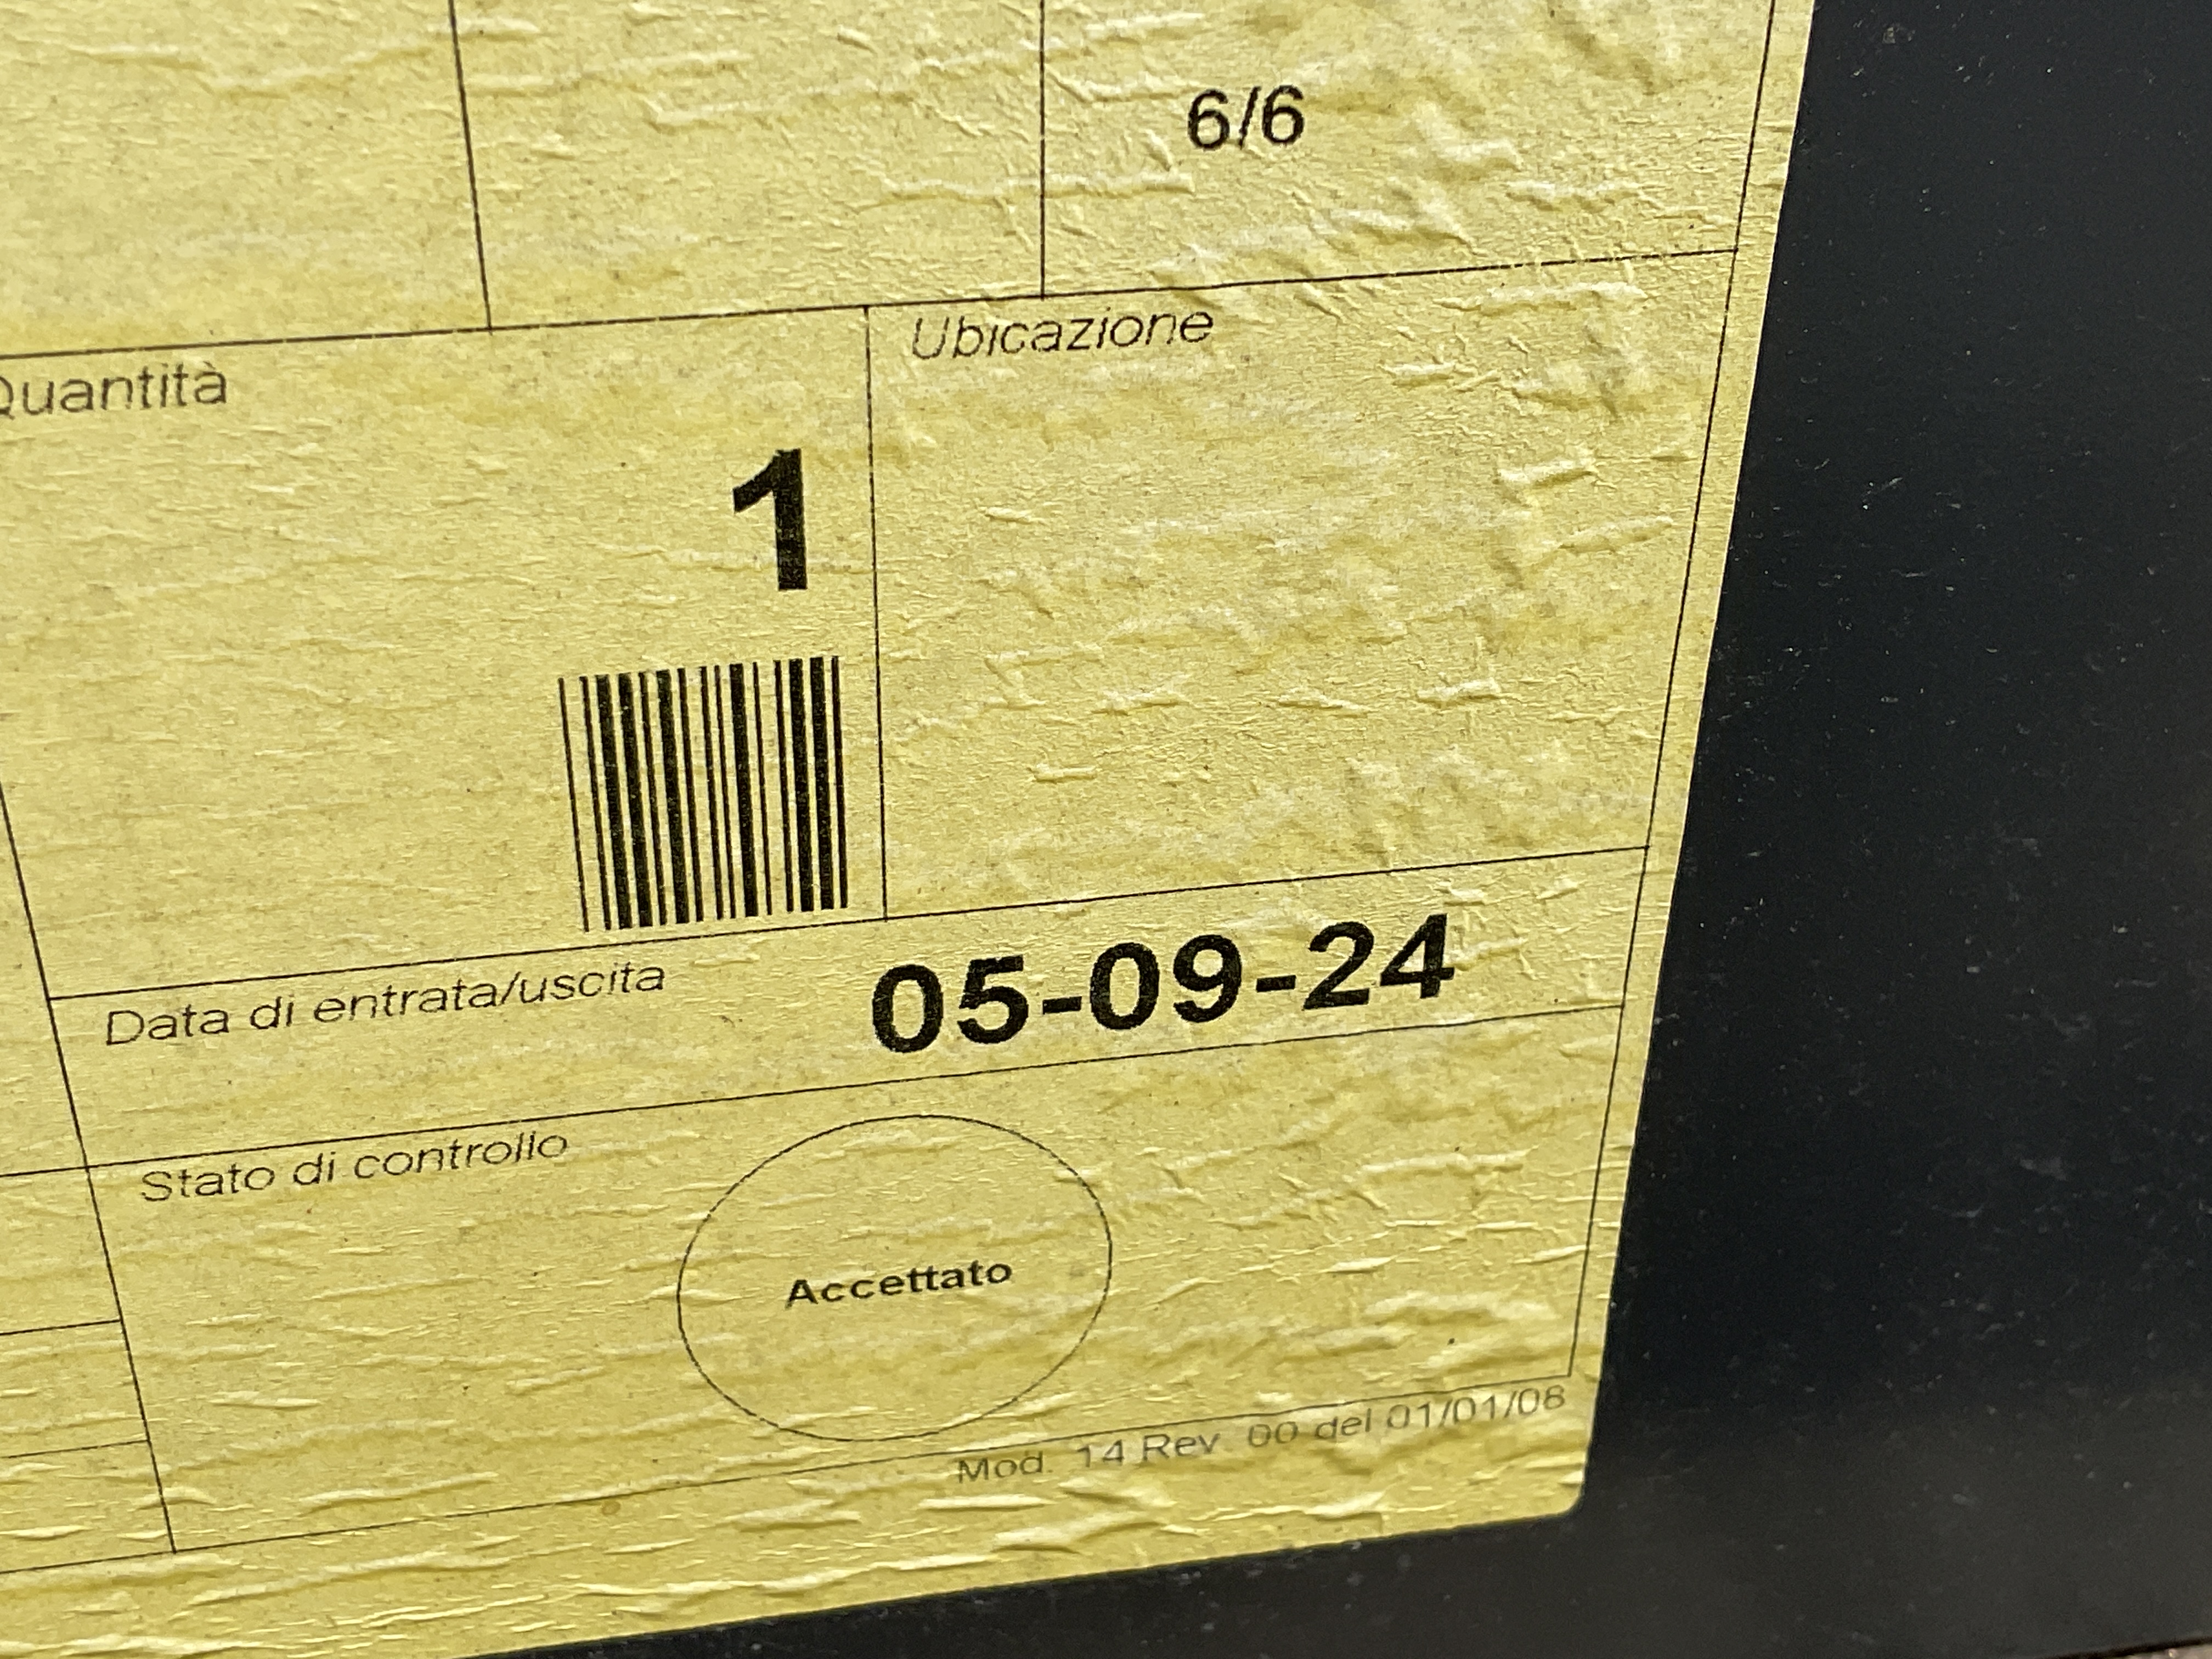 6/6
Quantità
Ubicazione
1
Data di entrata/uscita
05-09-24
Stato di controllo
Accettato
Mod. 14 Rev 00 del 01/01/08